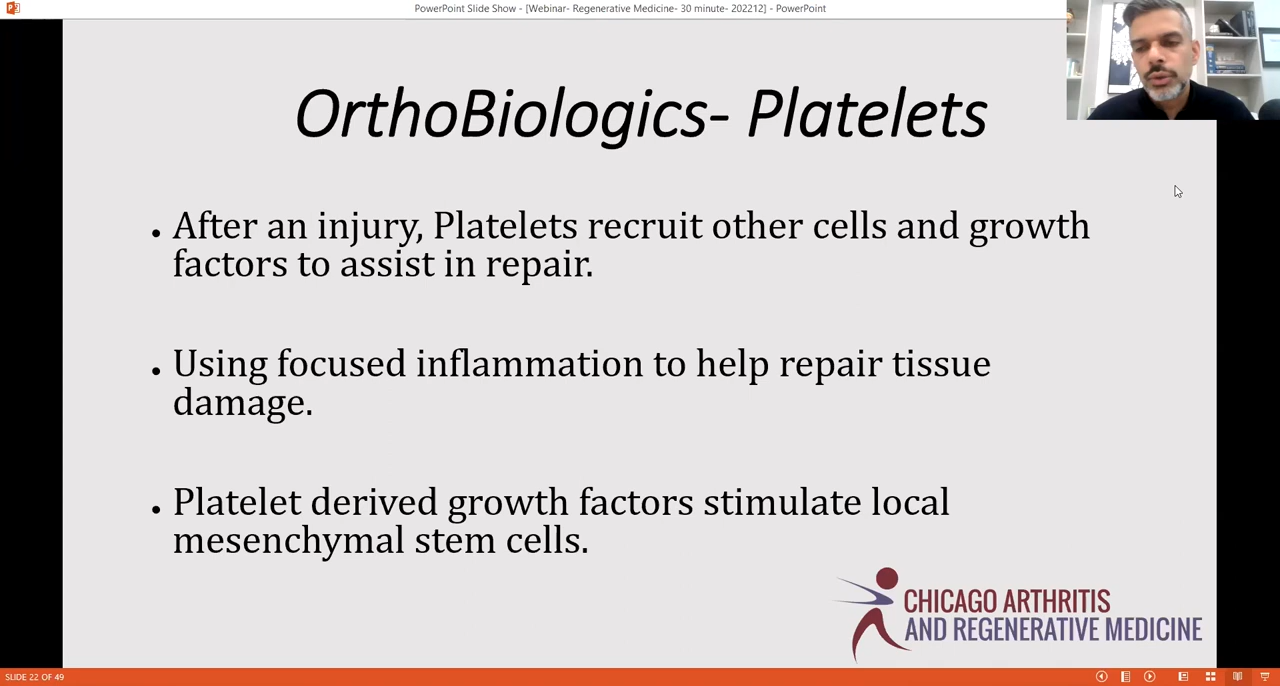 PowerPoint Slide Show - [Webinar- Regenerative Medicine- 30 minute- 202212] - PowerPoint
OrthoBiologics- Platelets
• After an injury, Platelets recruit other cells and growth
factors to assist in repair.
• Using focused inflammation to help repair tissue
damage.
• Platelet derived growth factors stimulate local
mesenchymal stem cells.
CHICAGO ARTHRITIS
AND REGENERATIVE MEDICINE
SLIDE 22 OF 49